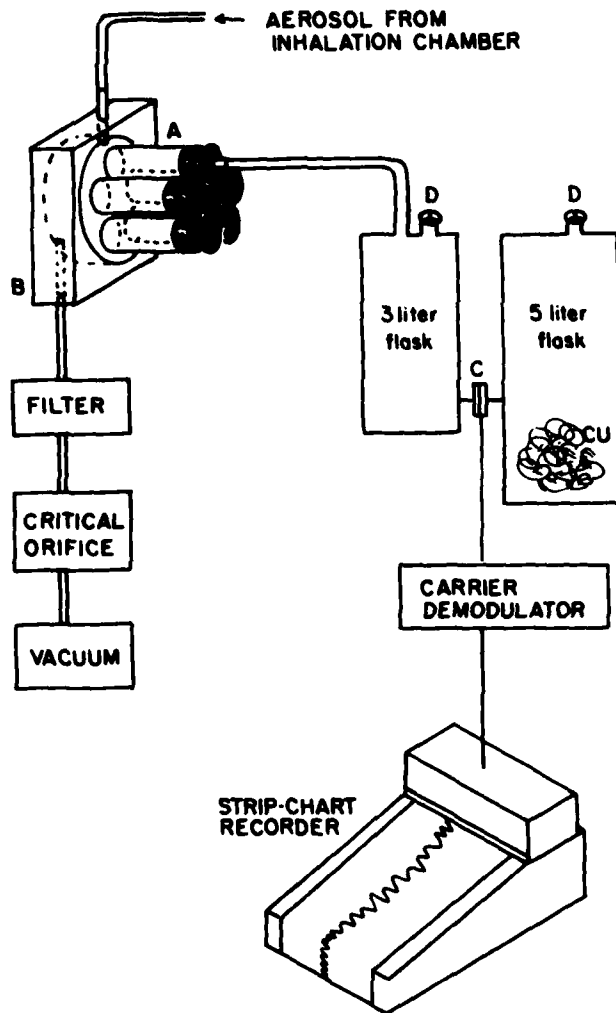 AEROSOL FROM
INHALATION CHAMBER
A
B
D
D
3 liter
flask
5 liter
flask
C
CU
FILTER
CRITICAL
ORIFICE
VACUUM
CARRIER
DEMODULATOR
STRIP-CHART
RECORDER